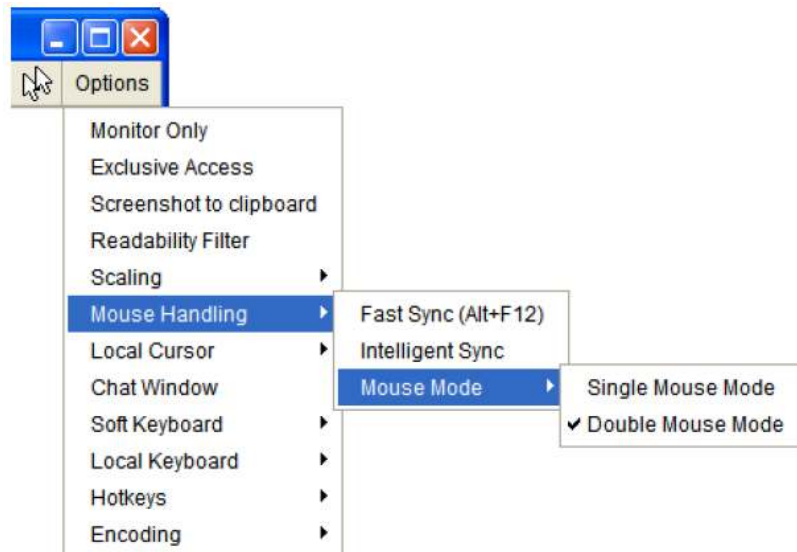 Options
Monitor Only
Exclusive Access
Screenshot to clipboard
Readability Filter
Scaling
Mouse Handling
Local Cursor
Chat Window
Soft Keyboard
Local Keyboard
Hotkeys
Encoding
Fast Sync (Alt+F12)
Intelligent Sync
Mouse Mode
Single Mouse Mode
Double Mouse Mode